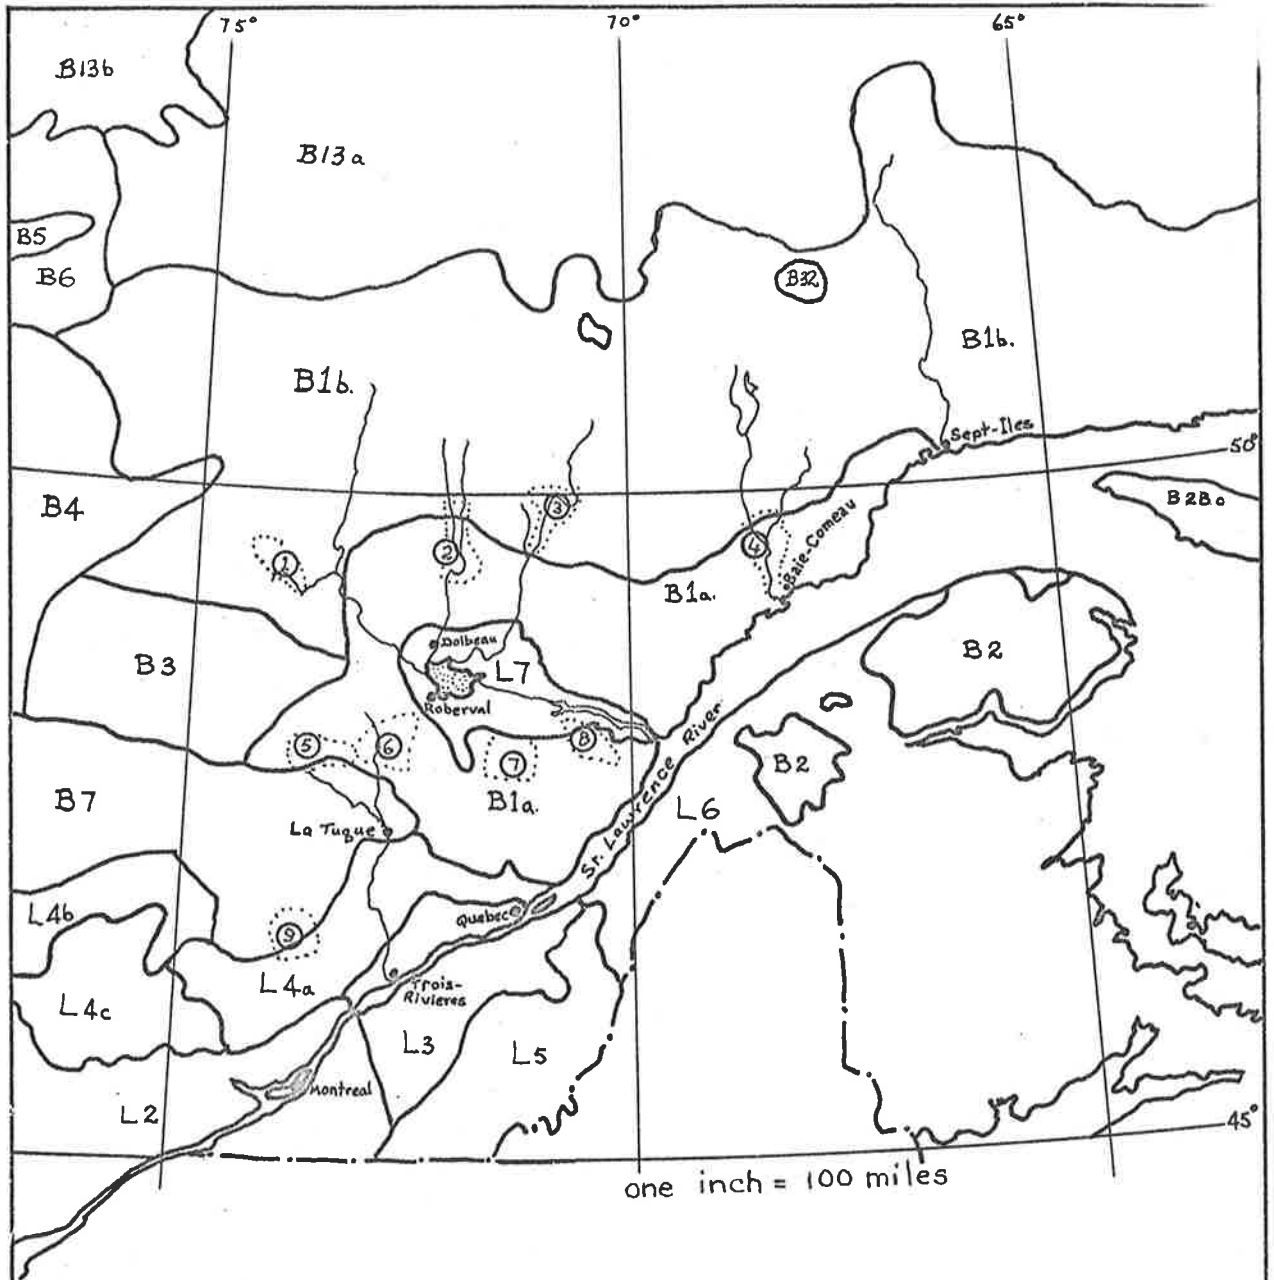 75°
70°
65°
B13b
B13a
B5
B6
B32
B1b.
B1b.
Sept-Iles
50°
B4
B2Ba
3
2
1
4
Baie-Comeau
B1a.
B3
Dolbeau
L7
B2
Roberval
5
6
7
8
B2
B7
B1a.
La Tuque
L6
St. Lawrence River
L4b
Quebec
9
L4a
Trois-
Rivieres
L4c
L3
L5
Montreal
L2
45°
one inch = 100 miles